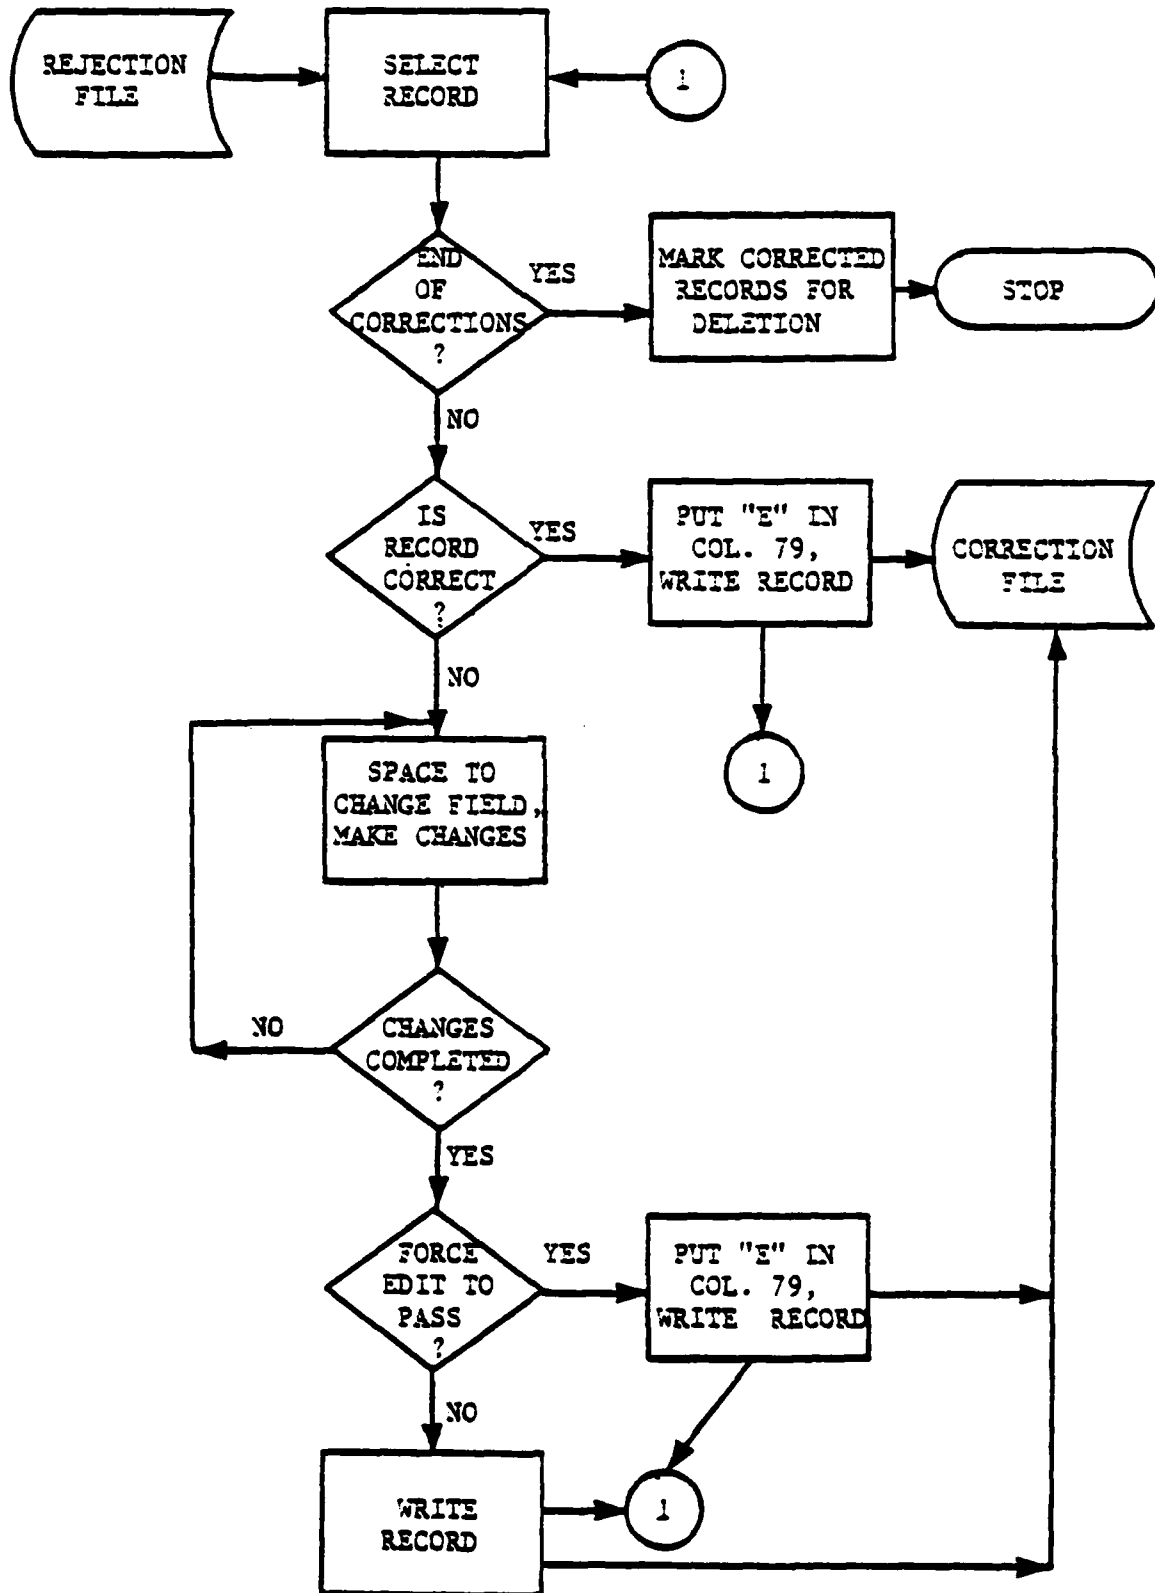 REJECTION
FILE
SELECT
RECORD
1
END
OF
CORRECTIONS
?
YES
MARK CORRECTED
RECORDS FOR
DELETION
STOP
NO
IS
RECORD
CORRECT
?
YES
PUT "E" IN
COL. 79,
WRITE RECORD
CORRECTION
FILE
NO
1
SPACE TO
CHANGE FIELD,
MAKE CHANGES
NO
CHANGES
COMPLETED
?
YES
FORCE
EDIT TO
PASS
?
YES
PUT "E" IN
COL. 79,
WRITE RECORD
NO
WRITE
RECORD
1